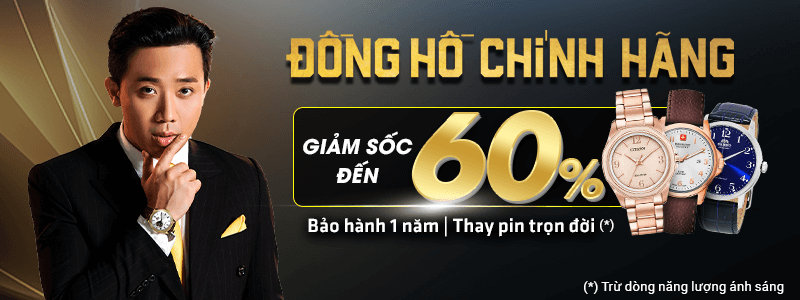 ĐỒNG HỒ CHÍNH HÃNG
GIẢM SỐC
ĐẾN
60%
Bảo hành 1 năm | Thay pin trọn đời (*)
CITIZEN
(*) Trừ dòng năng lượng ánh sáng